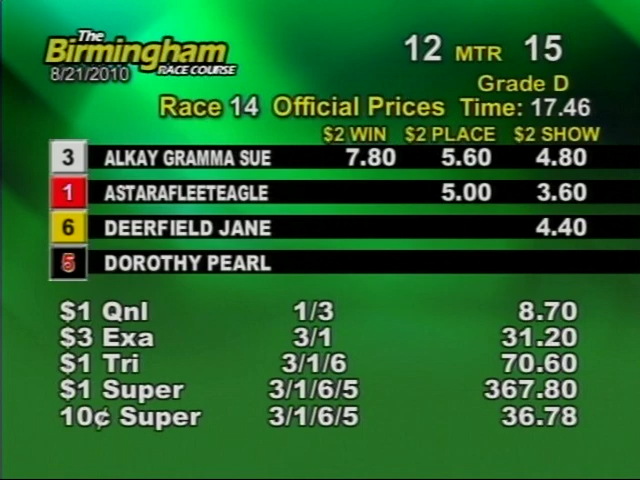 The
Birmingham
RACE COURSE
8/21/2010
12 MTR 15
Grade D
Race 14 Official Prices Time: 17.46
$2 WIN $2 PLACE $2 SHOW
3 ALKAY GRAMMA SUE 7.80 5.60 4.80
1 ASTARAFLEETEAGLE 5.00 3.60
6 DEERFIELD JANE 4.40
5 DOROTHY PEARL
$1 Qnl 1/3 8.70
$3 Exa 3/1 31.20
$1 Tri 3/1/6 70.60
$1 Super 3/1/6/5 367.80
10¢ Super 3/1/6/5 36.78